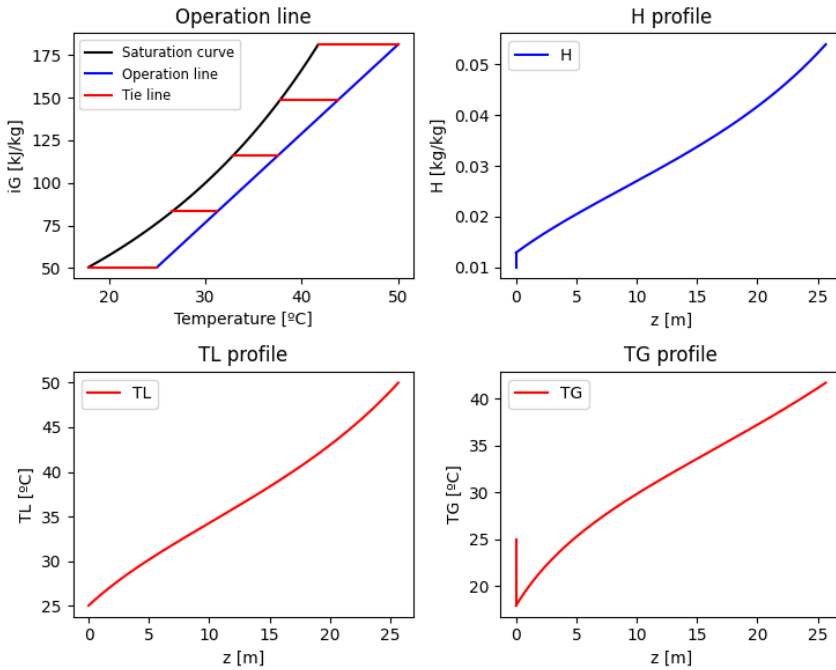 Operation line
175
150
125
100
75
50
iG [kJ/kg]
Saturation curve
Operation line
Tie line
20
30
40
50
Temperature [ºC]
H profile
0.05
0.04
0.03
0.02
0.01
H [kg/kg]
H
0
5
10
15
20
25
z [m]
TL profile
50
45
40
35
30
25
TL [ºC]
TL
0
5
10
15
20
25
z [m]
TG profile
40
35
30
25
20
TG [ºC]
TG
0
5
10
15
20
25
z [m]